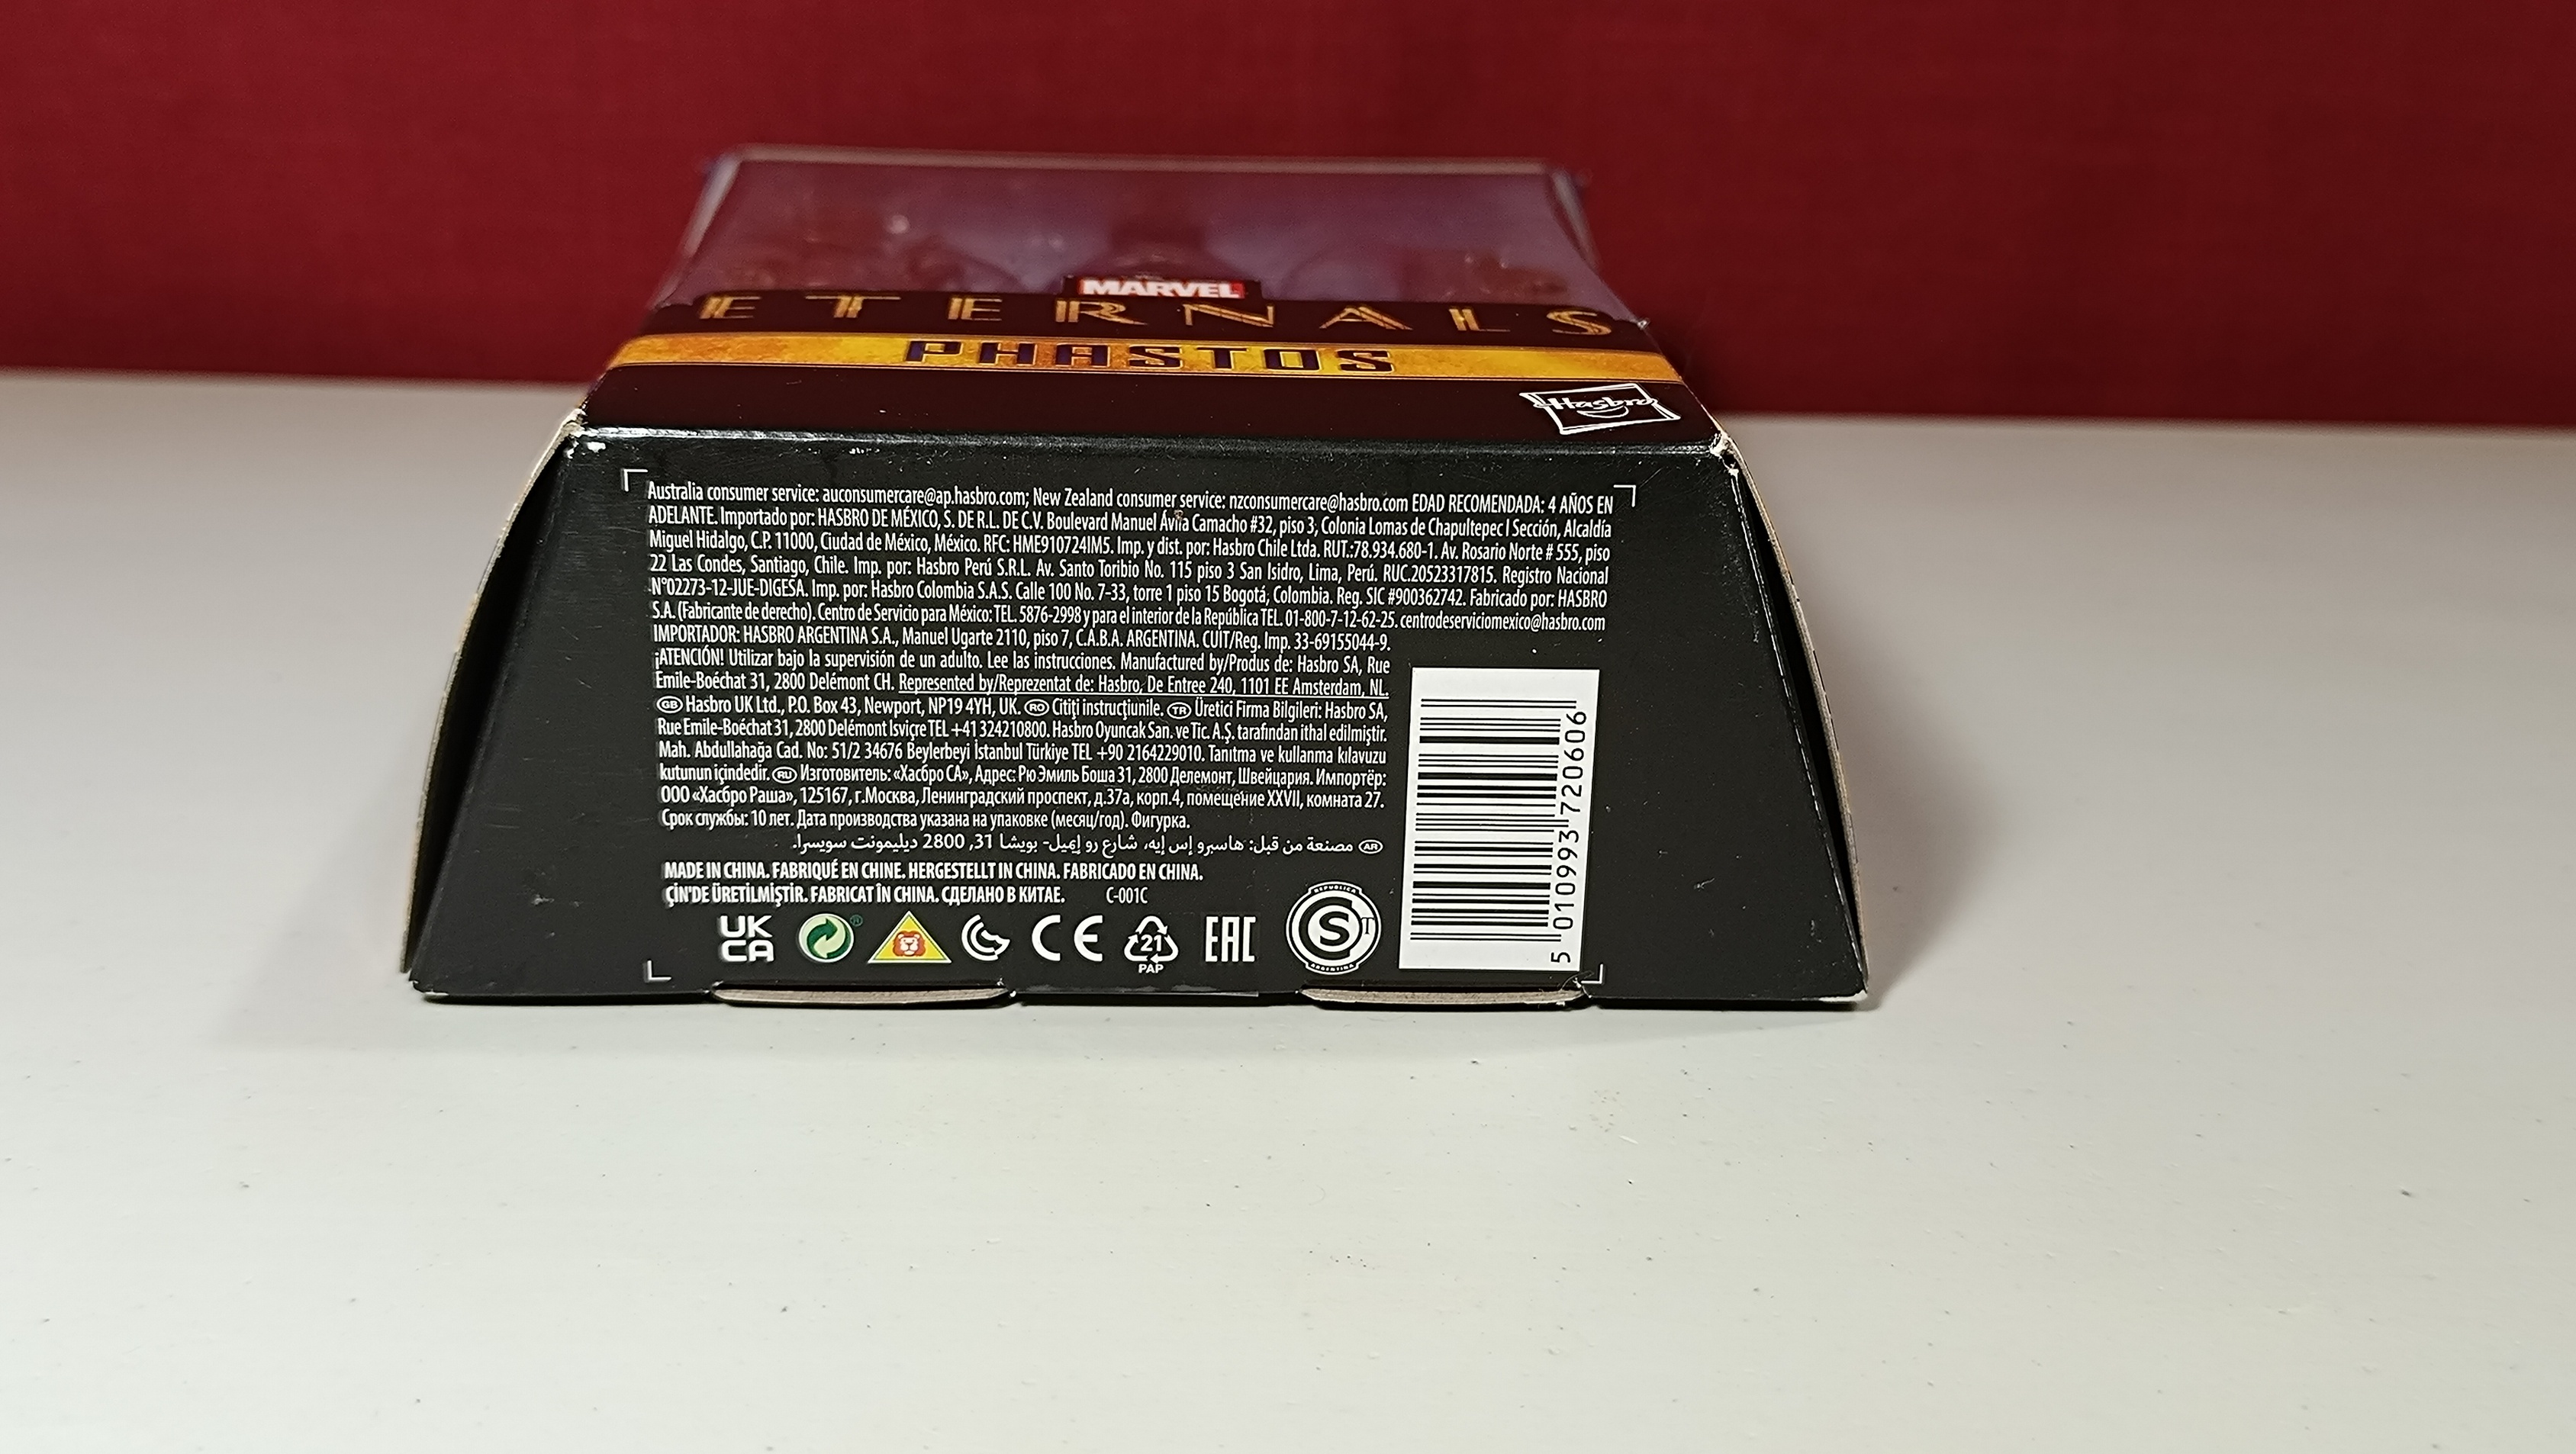 MARVEL
ETERNALS
PHASTOS
Hasbro
Australia consumer service: auconsumercare@ap.hasbro.com; New Zealand consumer service: nzconsumercare@hasbro.com EDAD RECOMENDADA: 4 AÑOS EN
ADELANTE. Importado por: HASBRO DE MÉXICO, S. DE R.L. DE C.V. Boulevard Manuel Ávila Camacho #32, piso 3, Colonia Lomas de Chapultepec I Sección, Alcaldía
Miguel Hidalgo, C.P. 11000, Ciudad de México, México. RFC: HME910724IM5. Imp. y dist. por: Hasbro Chile Ltda. RUT.:78.934.680-1. Av. Rosario Norte # 555, piso
22 Las Condes, Santiago, Chile. Imp. por: Hasbro Perú S.R.L. Av. Santo Toribio No. 115 piso 3 San Isidro, Lima, Perú. RUC.20523317815. Registro Nacional
N°02273-12-JUE-DIGESA. Imp. por: Hasbro Colombia S.A.S. Calle 100 No. 7-33, torre 1 piso 15 Bogotá, Colombia. Reg. SIC #900362742. Fabricado por: HASBRO
S.A. (Fabricante de derecho). Centro de Servicio para México: TEL. 5876-2998 y para el interior de la República TEL. 01-800-7-12-62-25. centrodeserviciomexico@hasbro.com
IMPORTADOR: HASBRO ARGENTINA S.A., Manuel Ugarte 2110, piso 7, C.A.B.A. ARGENTINA. CUIT/Reg. Imp. 33-69155044-9.
¡ATENCIÓN! Utilizar bajo la supervisión de un adulto. Lee las instrucciones. Manufactured by/Produs de: Hasbro SA, Rue
Emile-Boéchat 31, 2800 Delémont CH. Represented by/Reprezentat de: Hasbro, De Entree 240, 1101 EE Amsterdam, NL.
GB Hasbro UK Ltd., P.O. Box 43, Newport, NP19 4YH, UK. RO Citiţi instrucţiunile. TR Üretici Firma Bilgileri: Hasbro SA,
Rue Emile-Boéchat 31, 2800 Delémont İsviçre TEL +41 324210800. Hasbro Oyuncak San. ve Tic. A.Ş. tarafından ithal edilmiştir.
Mah. Abdullahağa Cad. No: 51/2 34676 Beylerbeyi İstanbul Türkiye TEL +90 2164229010. Tanıtma ve kullanma kılavuzu
kutunun içindedir. RU Изготовитель: «Хасбро СА», Адрес: Рю Эмиль Боша 31, 2800 Делемонт, Швейцария. Импортёр:
ООО «Хасбро Раша», 125167, г.Москва, Ленинградский проспект, д.37а, корп.4, помещение XXVII, комната 27.
Срок службы: 10 лет. Дата производства указана на упаковке (месяц/год). Фигурка.
AR مصنعة من قبل: هاسبرو إس إيه، شارع رو إيميل- بويشا 31, 2800 ديليمونت سويسرا.
MADE IN CHINA. FABRIQUÉ EN CHINE. HERGESTELLT IN CHINA. FABRICADO EN CHINA.
ÇİN'DE ÜRETİLMİŞTİR. FABRICAT ÎN CHINA. СДЕЛАНО В КИТАЕ. C-001C
UK CA CE 21 PAP EAC
REPUBLICA S T ARGENTINA
5 010993 720606